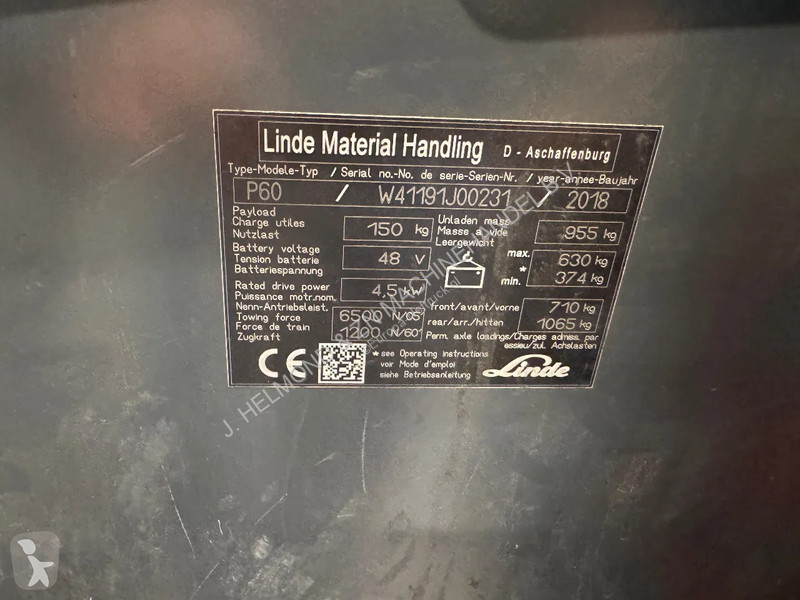 Linde Material Handling D - Aschaffenburg
Type-Modele-Typ / Serial no.-No. de serie-Serien-Nr. / year-annee-Baujahr
P60 / W41191J00231 / 2018
Payload
Charge utiles
Nutzlast
150 kg
Unladen mass
Masse à vide
Leergewicht
955 kg
Battery voltage
Tension batterie
Batteriespannung
48 V
max. 630 kg
* min. 374 kg
Rated drive power
Puissance motr.nom.
Nenn-Antriebsleist.
4,5 kW
front/avant/vorne 710 kg
rear/arr./hitten 1065 kg
Towing force
Force de train
Zugkraft
6500 N/05'
7200 N/60'
Perm. axle loadings/Charges admiss. par
essieu/zul. Achslasten
CE
* see Operating instructions
voir Mode d'emploi
siehe Betriebsanleitung
Linde